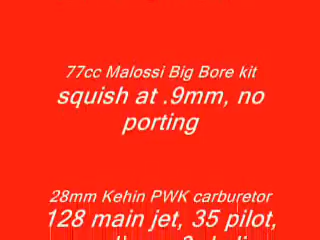 77cc Malossi Big Bore kit
squish at .9mm, no
porting
28mm Kehin PWK carburetor
128 main jet, 35 pilot,